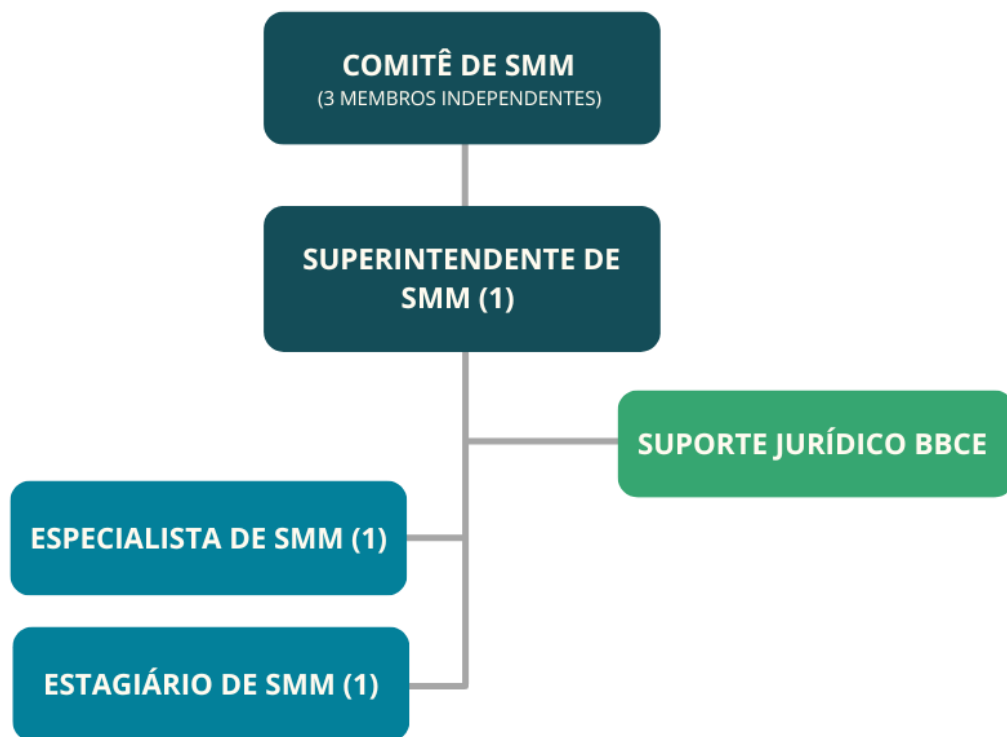 COMITÊ DE SMM
(3 MEMBROS INDEPENDENTES)
SUPERINTENDENTE DE
SMM (1)
SUPORTE JURÍDICO BBCE
ESPECIALISTA DE SMM (1)
ESTAGIÁRIO DE SMM (1)